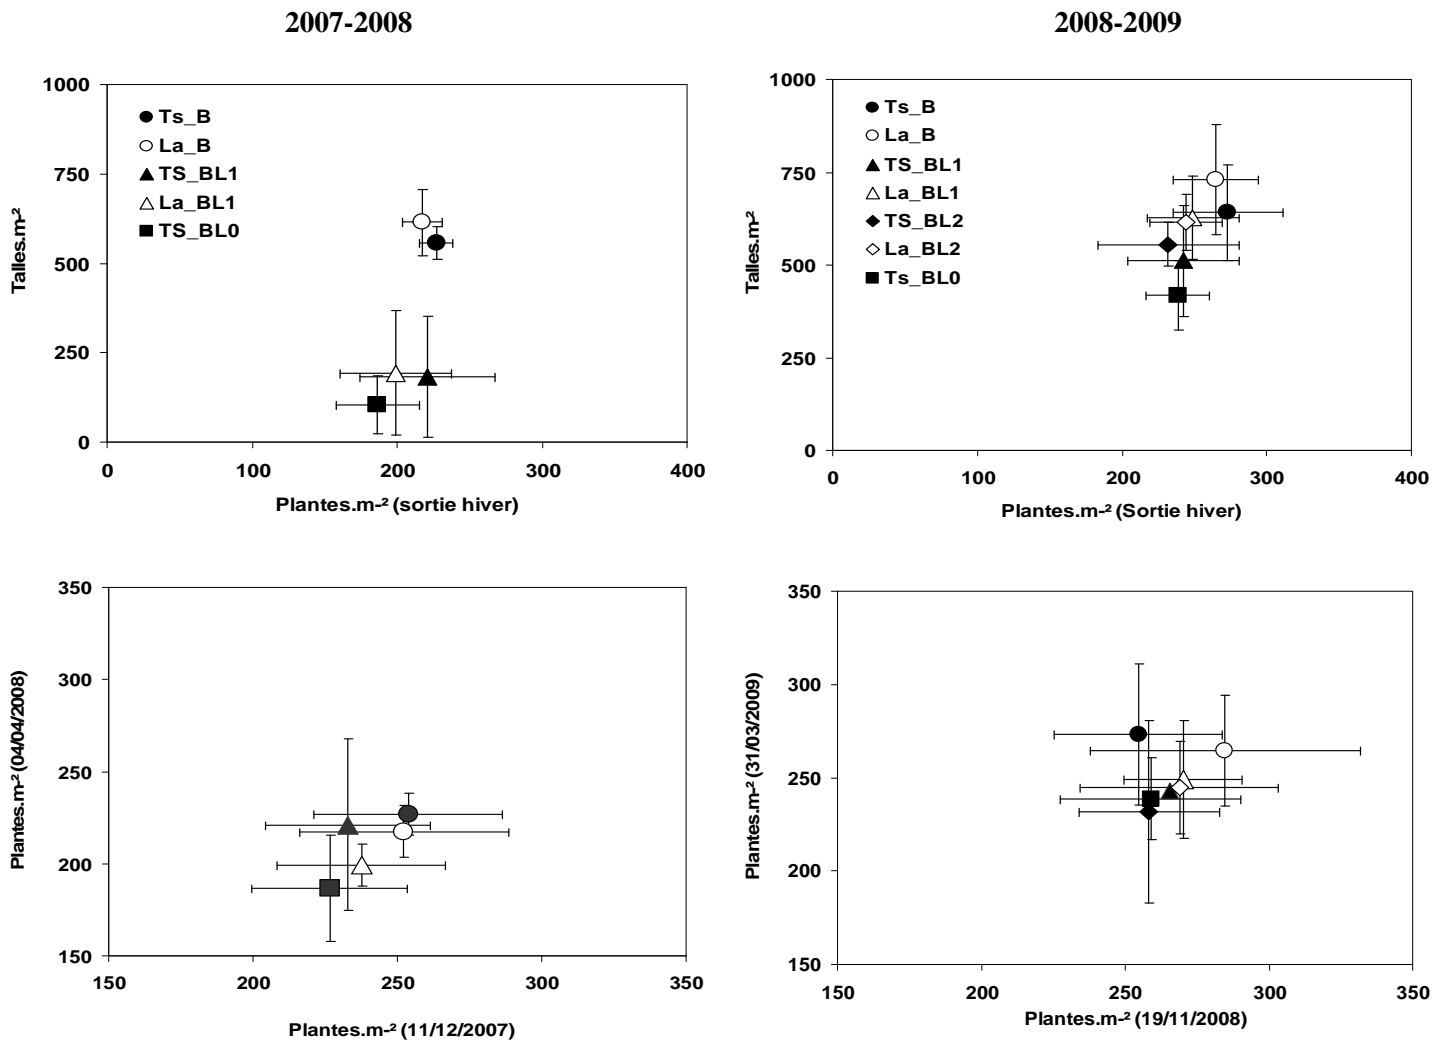 2007-2008
2008-2009
1000
750
500
250
0
Talles.m-²
Ts_B
La_B
TS_BL1
La_BL1
TS_BL0
0 100 200 300 400
Plantes.m-² (sortie hiver)
1000
750
500
250
0
Talles.m-²
Ts_B
La_B
TS_BL1
La_BL1
TS_BL2
La_BL2
Ts_BL0
0 100 200 300 400
Plantes.m-² (Sortie hiver)
350
300
250
200
150
Plantes.m-² (04/04/2008)
150 200 250 300 350
Plantes.m-² (11/12/2007)
350
300
250
200
150
Plantes.m-² (31/03/2009)
150 200 250 300 350
Plantes.m-² (19/11/2008)